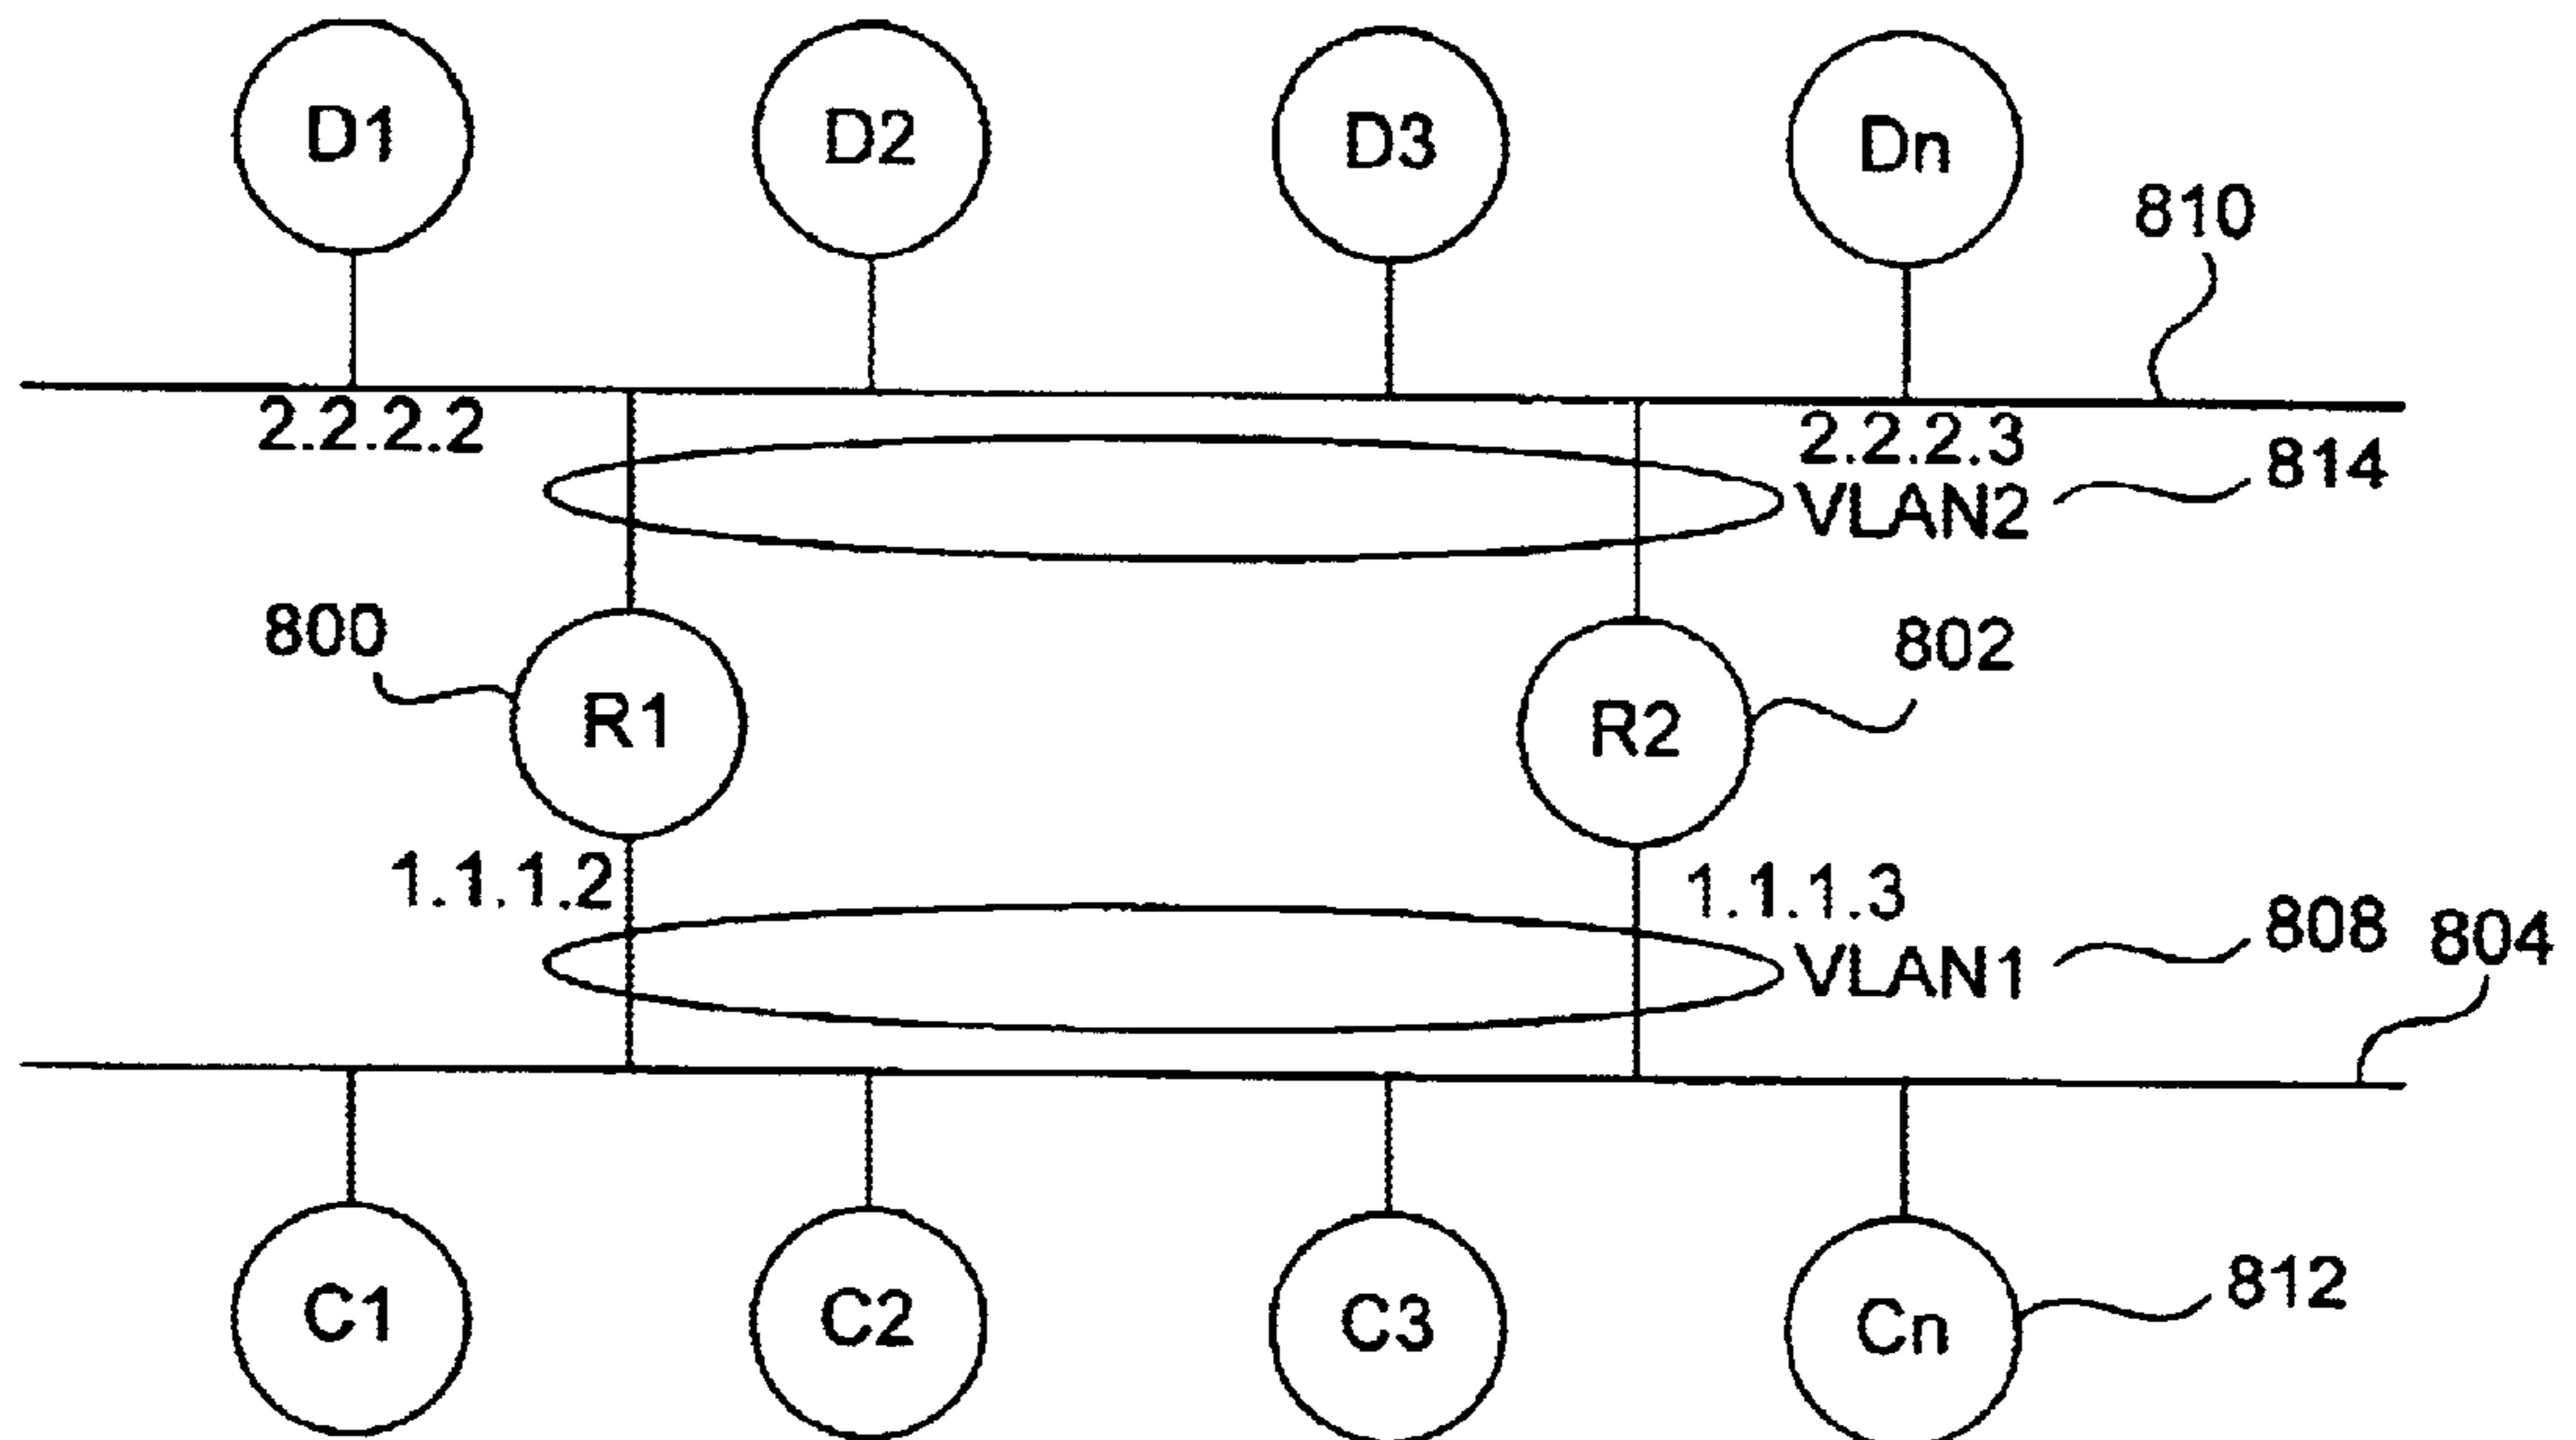 D1 D2 D3 Dn
810
2.2.2.2 2.2.2.3
814
VLAN2
800 802
R1 R2
1.1.1.2 1.1.1.3
808 804
VLAN1
C1 C2 C3 Cn
812